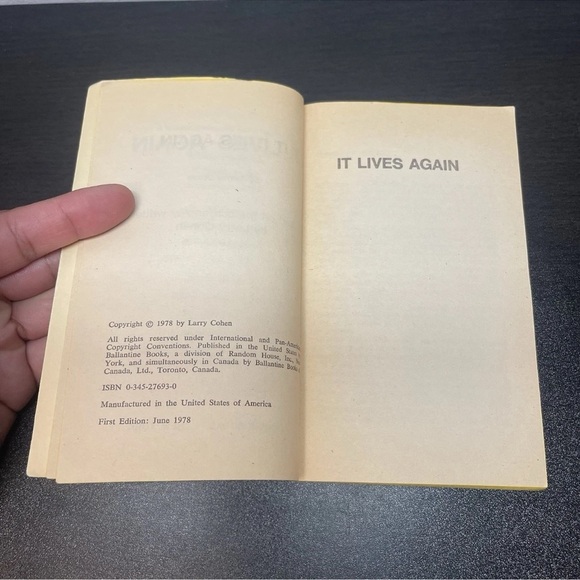 Copyright © 1978 by Larry Cohen
All rights reserved under International and Pan-American
Copyright Conventions. Published in the United States
Ballantine Books, a division of Random House, Inc.,
York, and simultaneously in Canada by Ballantine Books
Canada, Ltd., Toronto, Canada.
ISBN 0-345-27693-0
Manufactured in the United States of America
First Edition: June 1978
IT LIVES AGAIN